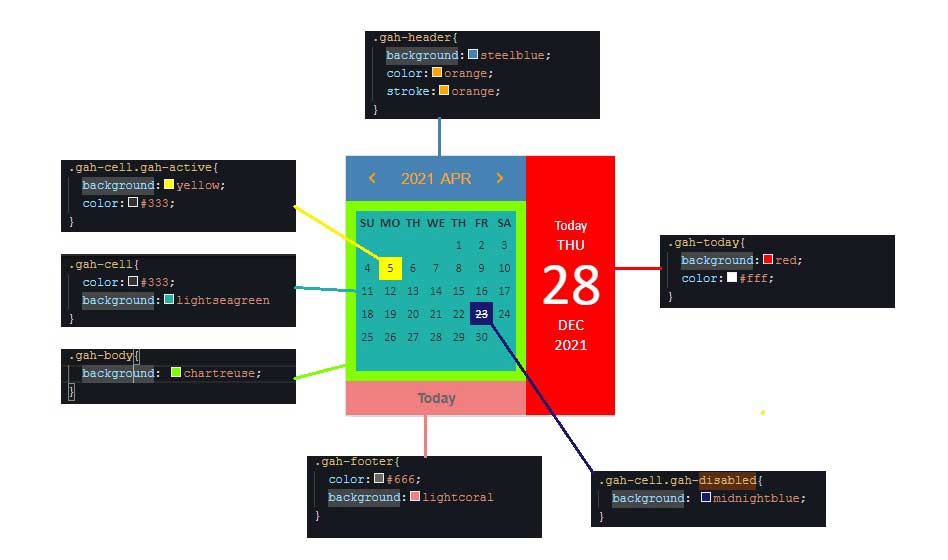 .gah-header{
background: steelblue;
color: orange;
stroke: orange;
}
.gah-cell.gah-active{
background: yellow;
color: #333;
}
.gah-cell{
color: #333;
background: lightseagreen
}
.gah-body{
background: chartreuse;
}
< 2021 APR >
SU MO TH WE TH FR SA
1 2 3
4 5 6 7 8 9 10
11 12 13 14 15 16 17
18 19 20 21 22 23 24
25 26 27 28 29 30
Today
Today
THU
28
DEC
2021
.gah-today{
background: red;
color: #fff;
}
.gah-footer{
color: #666;
background: lightcoral
}
.gah-cell.gah-disabled{
background: midnightblue;
}